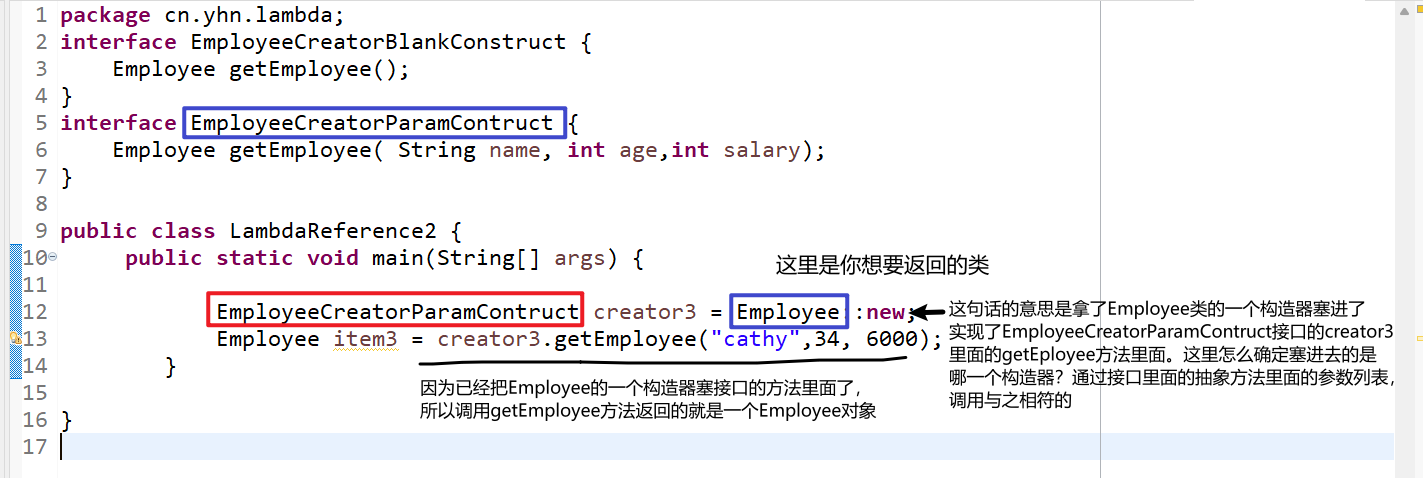 1 package cn.yhn.lambda;
2 interface EmployeeCreatorBlankConstruct {
3 Employee getEmployee();
4 }
5 interface EmployeeCreatorParamContruct {
6 Employee getEmployee( String name, int age,int salary);
7 }
8
9 public class LambdaReference2 {
10 public static void main(String[] args) {
这里是你想要返回的类
11
12 EmployeeCreatorParamContruct creator3 = Employee::new;
13 Employee item3 = creator3.getEmployee("cathy",34, 6000);
14 }
15
16 }
17
这句话的意思是拿了Employee类的一个构造器塞进了
实现了EmployeeCreatorParamContruct接口的creator3
里面的getEployee方法里面。这里怎么确定塞进去的是
哪一个构造器？通过接口里面的抽象方法里面的参数列表，
调用与之相符的
因为已经把Employee的一个构造器塞接口的方法里面了，
所以调用getEmployee方法返回的就是一个Employee对象